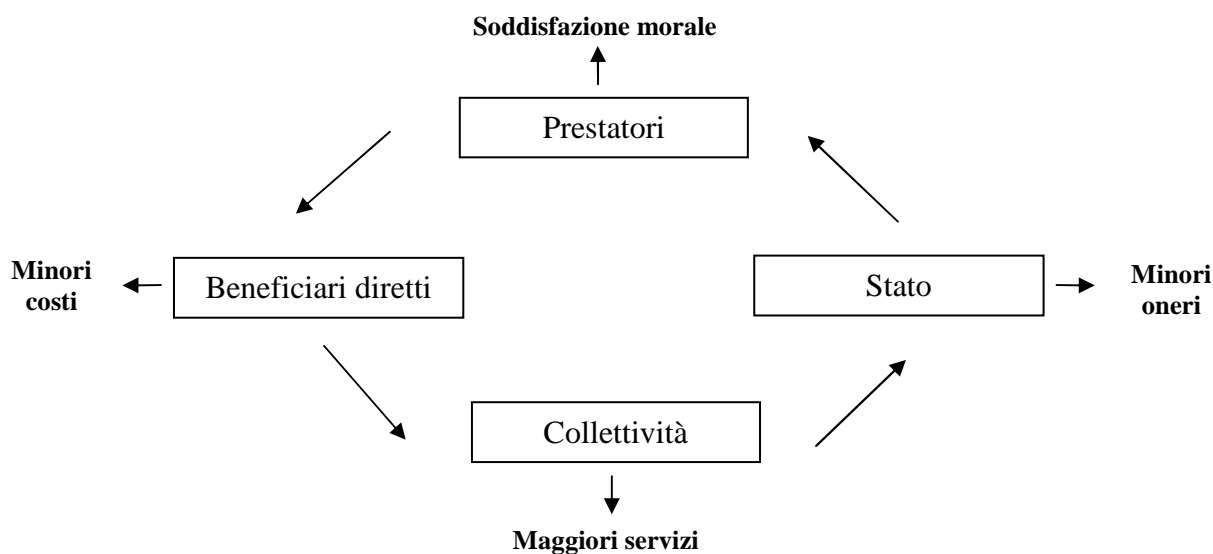 Soddisfazione morale
Prestatori
Minori
costi
Beneficiari diretti
Stato
Minori
oneri
Collettività
Maggiori servizi